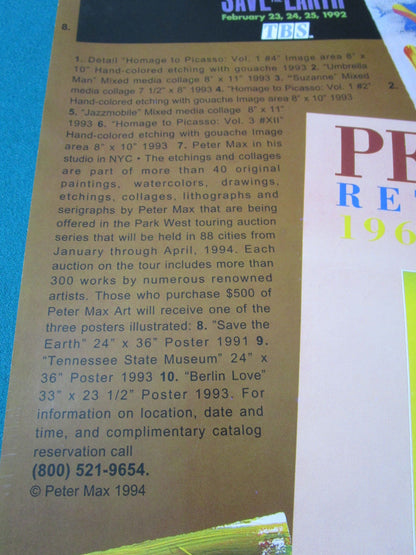 SAVE THE EARTH
February 23, 24, 25, 1992
TBS.
8.
1. Detail "Homage to Picasso: Vol. 1 #4" Image area 8" x
10" Hand-colored etching with gouache 1993 2. "Umbrella
Man" Mixed media collage 8" x 11" 1993 3. "Suzanne" Mixed
media collage 7 1/2" x 8" 1993 4. "Homage to Picasso: Vol. 1 #2"
Hand-colored etching with gouache Image area 8" x 10" 1993
5. "Jazzmobile" Mixed media collage 8" x 11"
1993 6. "Homage to Picasso: Vol. 3 #XII"
Hand-colored etching with gouache Image
area 8" x 10" 1993 7. Peter Max in his
studio in NYC • The etchings and collages
are part of more than 40 original
paintings, watercolors, drawings,
etchings, collages, lithographs and
serigraphs by Peter Max that are being
offered in the Park West touring auction
series that will be held in 88 cities from
January through April, 1994. Each
auction on the tour includes more than
300 works by numerous renowned
artists. Those who purchase $500 of
Peter Max Art will receive one of the
three posters illustrated: 8. "Save the
Earth" 24" x 36" Poster 1991 9.
"Tennessee State Museum" 24" x
36" Poster 1993 10. "Berlin Love"
33" x 23 1/2" Poster 1993. For
information on location, date and
time, and complimentary catalog
reservation call
(800) 521-9654.
© Peter Max 1994
2.
PE
RET
196